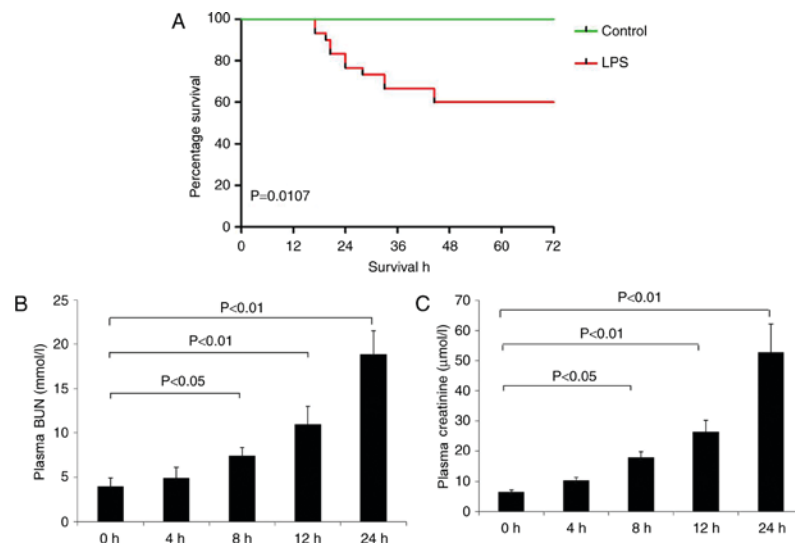 A
Control
LPS
Percentage survival
100
80
60
40
20
0
P=0.0107
0 12 24 36 48 60 72
Survival h
B
Plasma BUN (mmol/l)
25
20
15
10
5
0
P<0.01
P<0.01
P<0.05
0 h 4 h 8 h 12 h 24 h
C
Plasma creatinine (μmol/l)
70
60
50
40
30
20
10
0
P<0.01
P<0.01
P<0.05
0 h 4 h 8 h 12 h 24 h